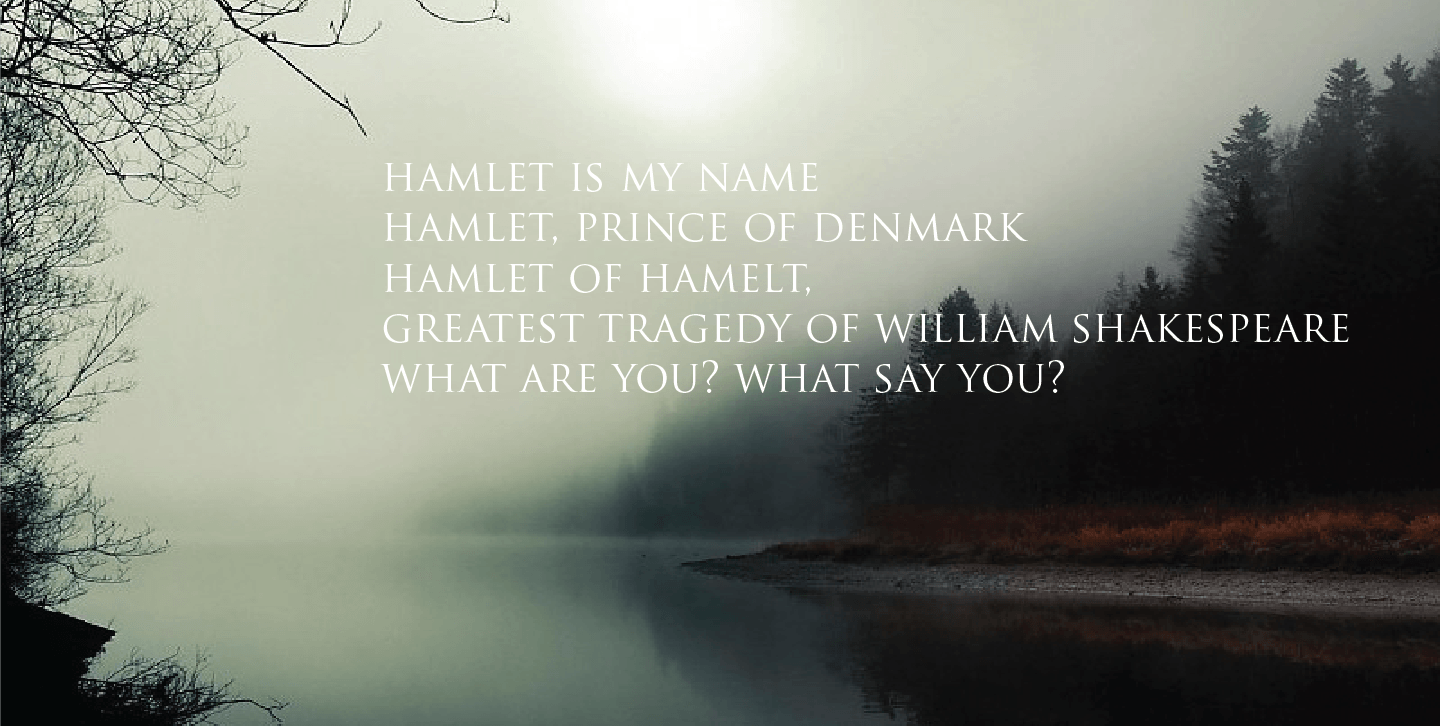 HAMLET IS MY NAME
HAMLET, PRINCE OF DENMARK
HAMLET OF HAMELT,
GREATEST TRAGEDY OF WILLIAM SHAKESPEARE
WHAT ARE YOU? WHAT SAY YOU?